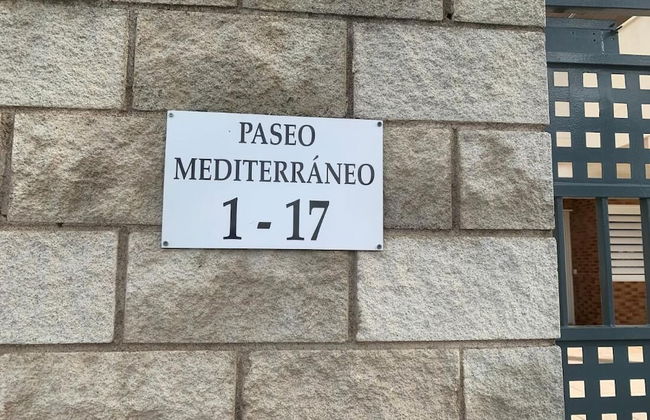 PASEO
MEDITERRÁNEO
1 - 17